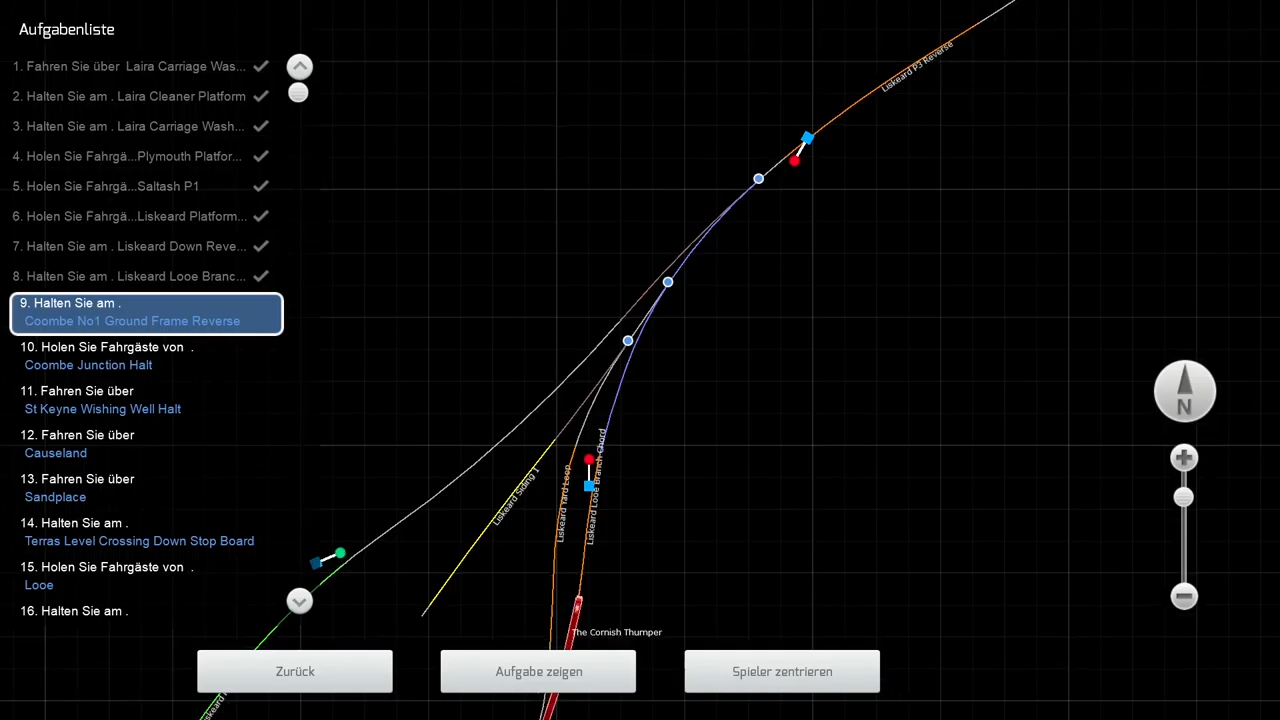 Aufgabenliste
1. Fahren Sie über Laira Carriage Was...
2. Halten Sie am . Laira Cleaner Platform
3. Halten Sie am . Laira Carriage Wash...
4. Holen Sie Fahrgä...Plymouth Platfor...
5. Holen Sie Fahrgä...Saltash P1
6. Holen Sie Fahrgä...Liskeard Platform...
7. Halten Sie am . Liskeard Down Reve...
8. Halten Sie am . Liskeard Looe Branc...
9. Halten Sie am .
Coombe No1 Ground Frame Reverse
10. Holen Sie Fahrgäste von .
Coombe Junction Halt
11. Fahren Sie über
St Keyne Wishing Well Halt
12. Fahren Sie über
Causeland
13. Fahren Sie über
Sandplace
14. Halten Sie am .
Terras Level Crossing Down Stop Board
15. Holen Sie Fahrgäste von .
Looe
16. Halten Sie am .
Liskeard P3 Reverse
Liskeard Siding 1
Liskeard Yard Loop
Liskeard Looe Branch Chord
The Cornish Thumper
N
Zurück
Aufgabe zeigen
Spieler zentrieren